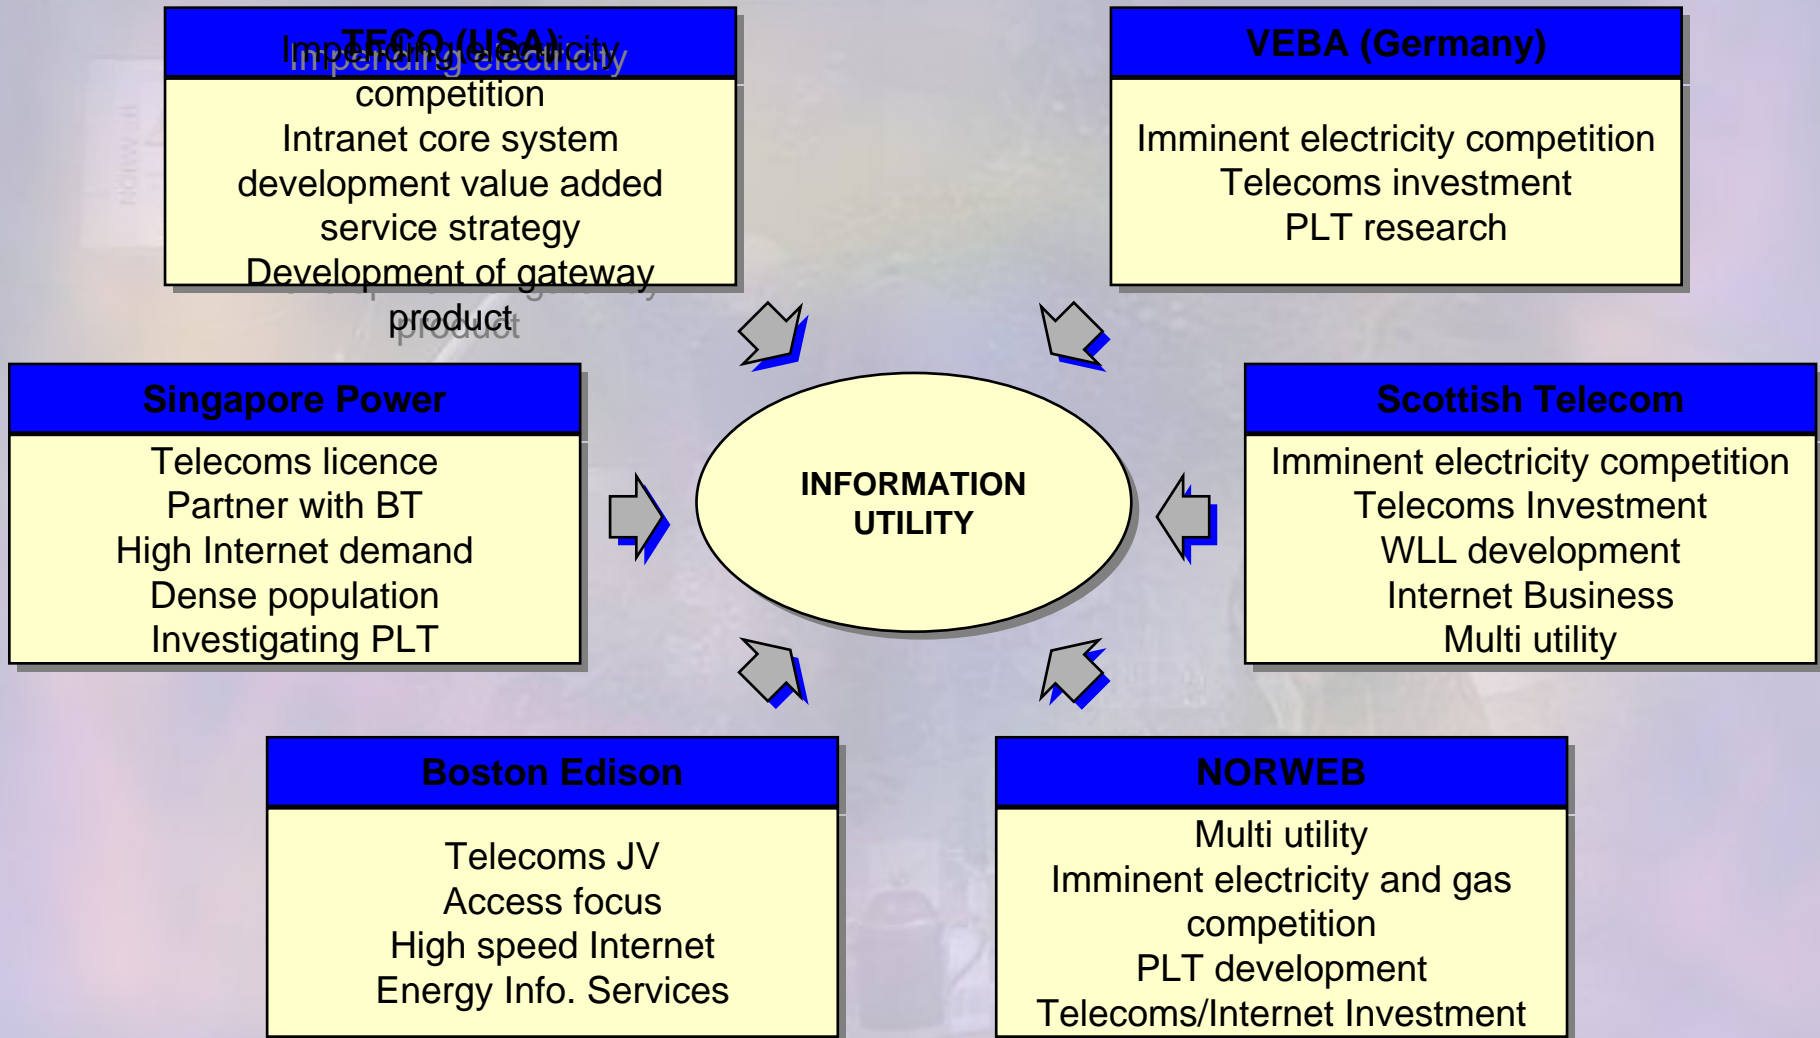 TECO (USA)
Impending electricity
competition
Intranet core system
development value added
service strategy
Development of gateway
product
VEBA (Germany)
Imminent electricity competition
Telecoms investment
PLT research
Singapore Power
Telecoms licence
Partner with BT
High Internet demand
Dense population
Investigating PLT
INFORMATION
UTILITY
Scottish Telecom
Imminent electricity competition
Telecoms Investment
WLL development
Internet Business
Multi utility
Boston Edison
Telecoms JV
Access focus
High speed Internet
Energy Info. Services
NORWEB
Multi utility
Imminent electricity and gas
competition
PLT development
Telecoms/Internet Investment